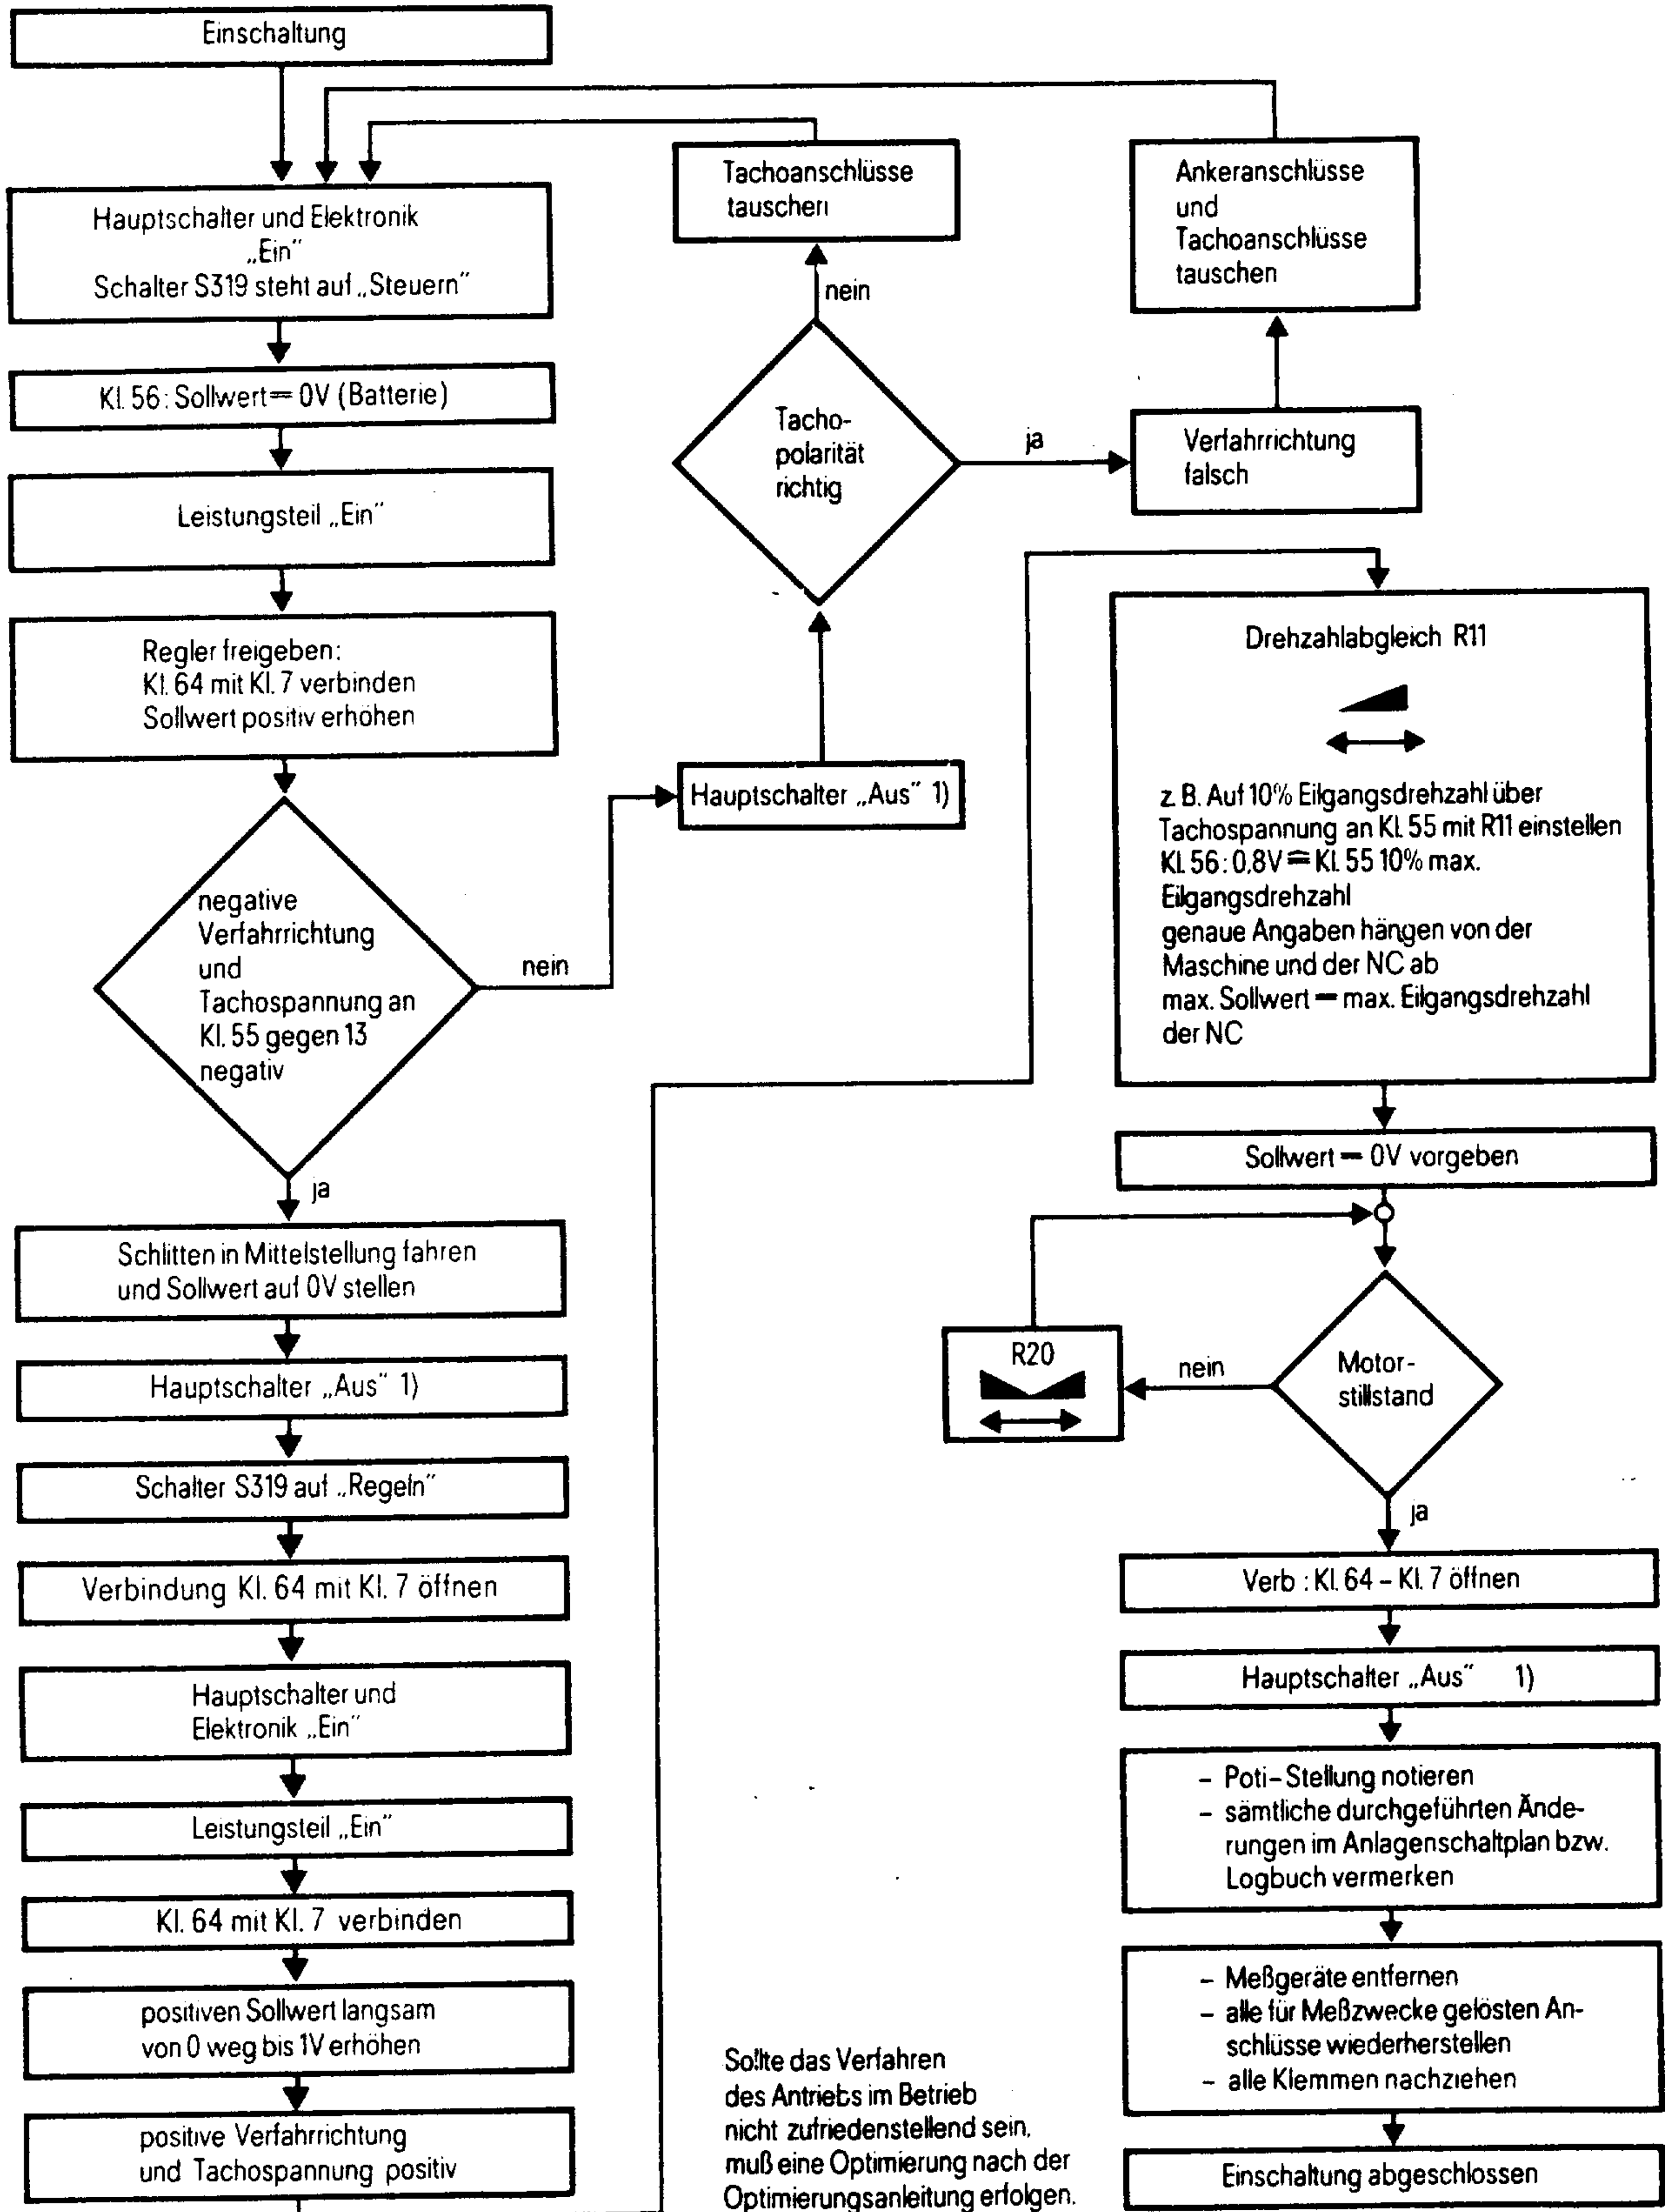 Einschaltung
Hauptschalter und Elektronik
„Ein"
Schalter S319 steht auf „Steuern"
Kl. 56: Sollwert = 0V (Batterie)
Leistungsteil „Ein"
Regler freigeben:
Kl. 64 mit Kl. 7 verbinden
Sollwert positiv erhöhen
negative
Verfahrrichtung
und
Tachospannung an
Kl. 55 gegen 13
negativ
nein
ja
Schlitten in Mittelstellung fahren
und Sollwert auf 0V stellen
Hauptschalter „Aus" 1)
Schalter S319 auf „Regeln"
Verbindung Kl. 64 mit Kl. 7 öffnen
Hauptschalter und
Elektronik „Ein"
Leistungsteil „Ein"
Kl. 64 mit Kl. 7 verbinden
positiven Sollwert langsam
von 0 weg bis 1V erhöhen
positive Verfahrrichtung
und Tachospannung positiv
Hauptschalter „Aus" 1)
Tacho-
polarität
richtig
nein
Tachoanschlüsse
tauschen
ja
Verfahrrichtung
falsch
Ankeranschlüsse
und
Tachoanschlüsse
tauschen
Drehzahlabgleich R11
z. B. Auf 10% Eilgangsdrehzahl über
Tachospannung an Kl. 55 mit R11 einstellen
Kl. 56: 0,8V ≙ Kl. 55 10% max.
Eilgangsdrehzahl
genaue Angaben hängen von der
Maschine und der NC ab
max. Sollwert = max. Eilgangsdrehzahl
der NC
Sollwert = 0V vorgeben
Motor-
stillstand
nein
R20
ja
Verb : Kl. 64 – Kl. 7 öffnen
Hauptschalter „Aus" 1)
– Poti-Stellung notieren
– sämtliche durchgeführten Ände-
rungen im Anlagenschaltplan bzw.
Logbuch vermerken
– Meßgeräte entfernen
– alle für Meßzwecke gelösten An-
schlüsse wiederherstellen
– alle Klemmen nachziehen
Einschaltung abgeschlossen
Sollte das Verfahren
des Antriebs im Betrieb
nicht zufriedenstellend sein,
muß eine Optimierung nach der
Optimierungsanleitung erfolgen.